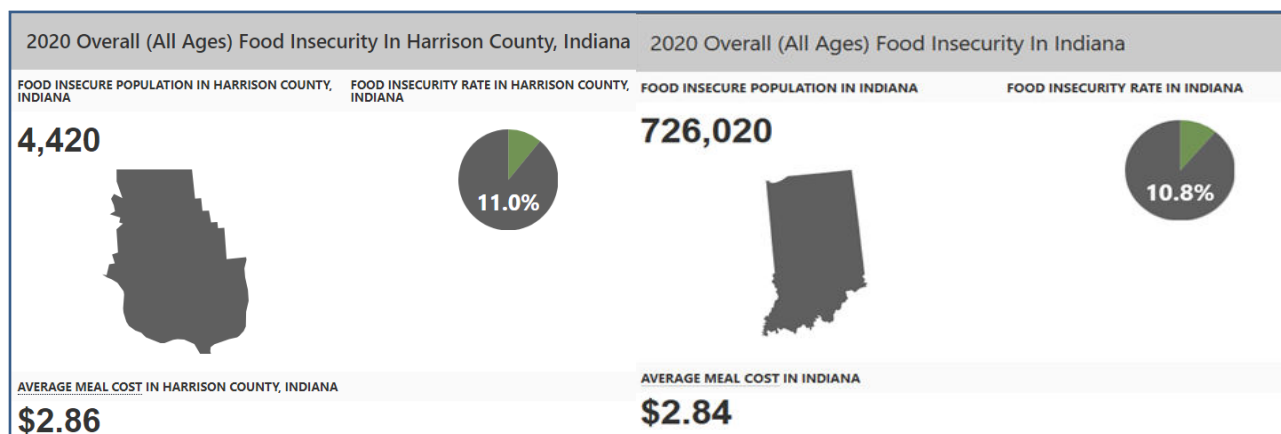 2020 Overall (All Ages) Food Insecurity In Harrison County, Indiana
FOOD INSECURE POPULATION IN HARRISON COUNTY,
INDIANA
4,420
FOOD INSECURITY RATE IN HARRISON COUNTY,
INDIANA
11.0%
AVERAGE MEAL COST IN HARRISON COUNTY, INDIANA
$2.86
2020 Overall (All Ages) Food Insecurity In Indiana
FOOD INSECURE POPULATION IN INDIANA
726,020
FOOD INSECURITY RATE IN INDIANA
10.8%
AVERAGE MEAL COST IN INDIANA
$2.84